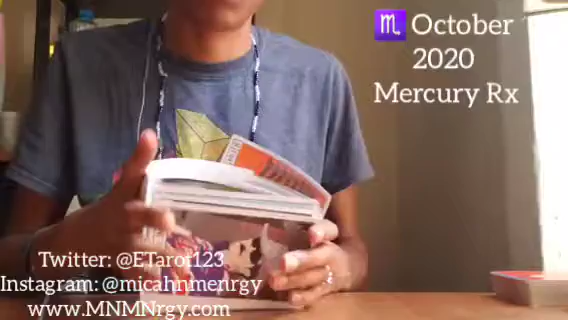 ♏ October
2020
Mercury Rx
Twitter: @ETarot123
Instagram: @micahnmenrgy
www.MNMNrgy.com